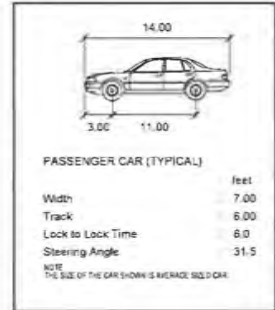 14.00
3.00 11.00
PASSENGER CAR (TYPICAL)
feet
Width 7.00
Track 6.00
Lock to Lock Time 6.0
Steering Angle 31.5
NOTE
THE SIZE OF THE CAR SHOWN IS AVERAGE SIZED CAR.